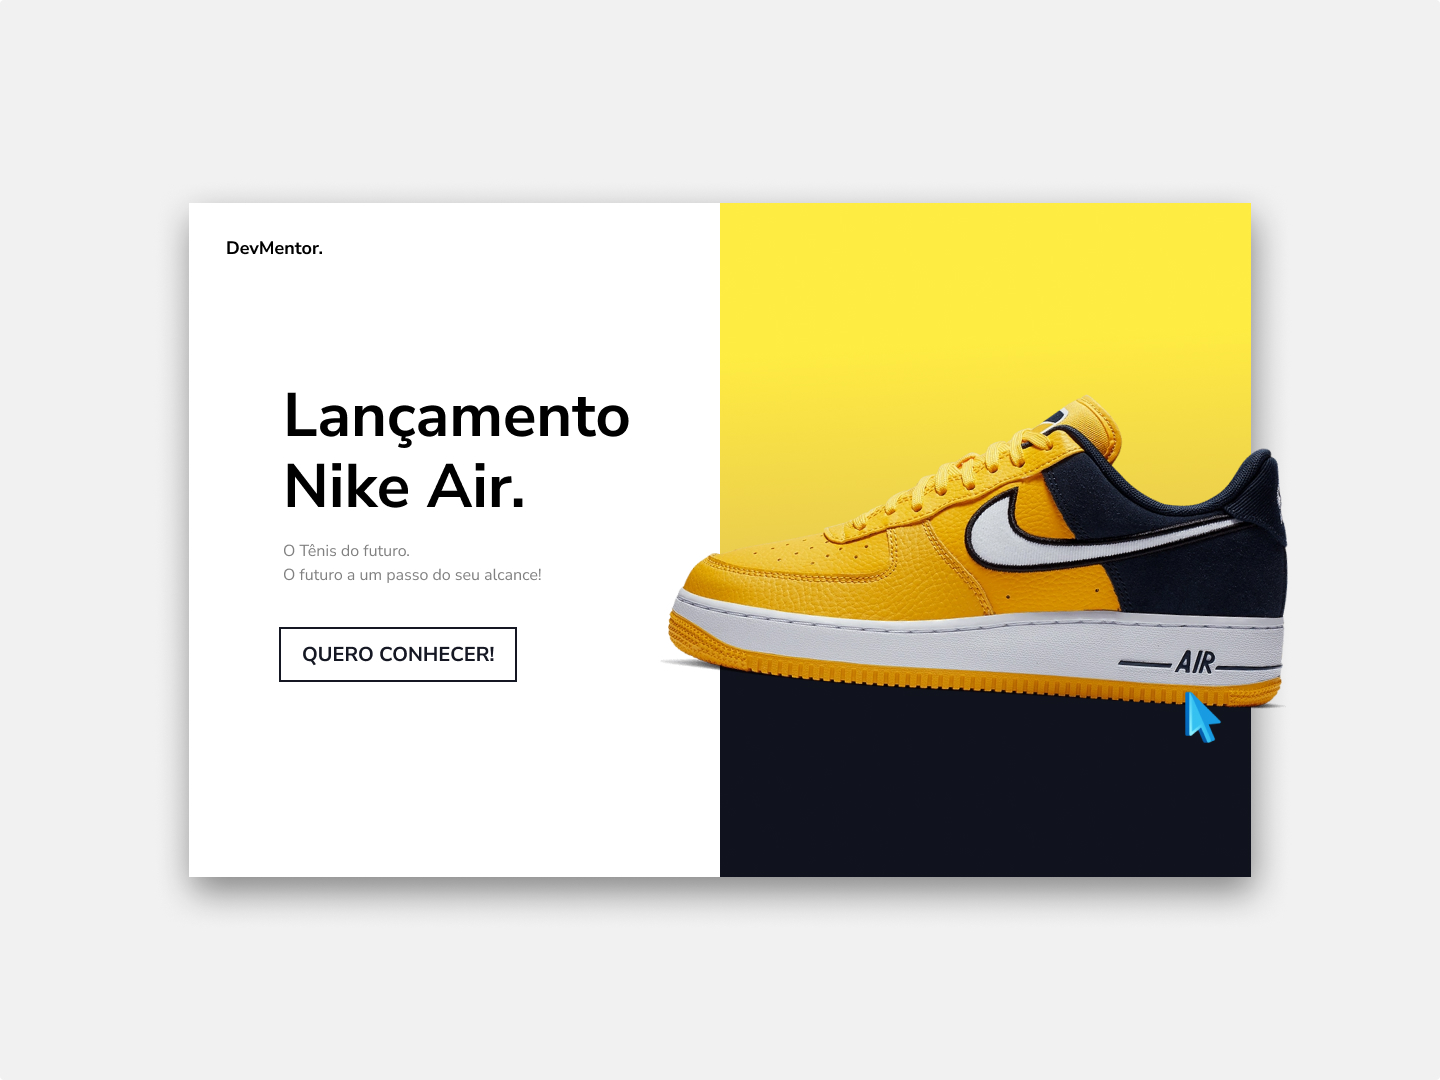 DevMentor.
Lançamento
Nike Air.
O Tênis do futuro.
O futuro a um passo do seu alcance!
QUERO CONHECER!
AIR